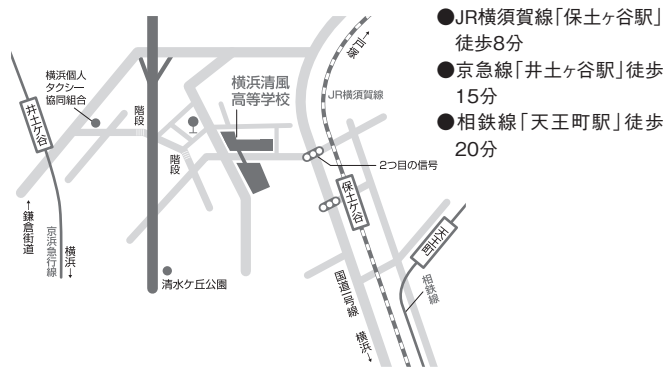 ●JR横須賀線「保土ヶ谷駅」
徒歩8分
●京急線「井土ヶ谷駅」徒歩
15分
●相鉄線「天王町駅」徒歩
20分
↑戸塚
JR横須賀線
横浜清風
高等学校
横浜個人
タクシー
協同組合
階段
階段
井土ケ谷
2つ目の信号
保土ケ谷
天王町
相鉄線
↑鎌倉街道
京浜急行線
横浜↓
清水ケ丘公園
国道一号線
横浜↓